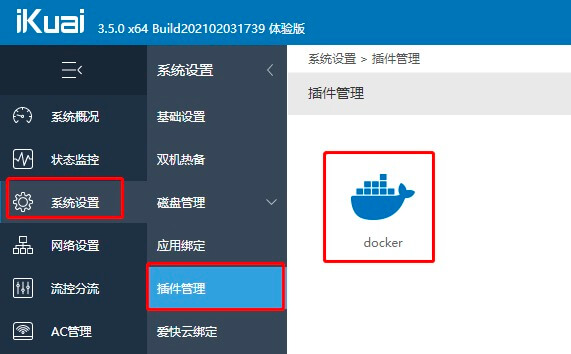 iKuai 3.5.0 x64 Build202102031739 体验版
系统设置
系统设置 > 插件管理
插件管理
系统概况
基础设置
状态监控
双机热备
系统设置
磁盘管理
网络设置
应用绑定
docker
流控分流
插件管理
AC管理
爱快云绑定